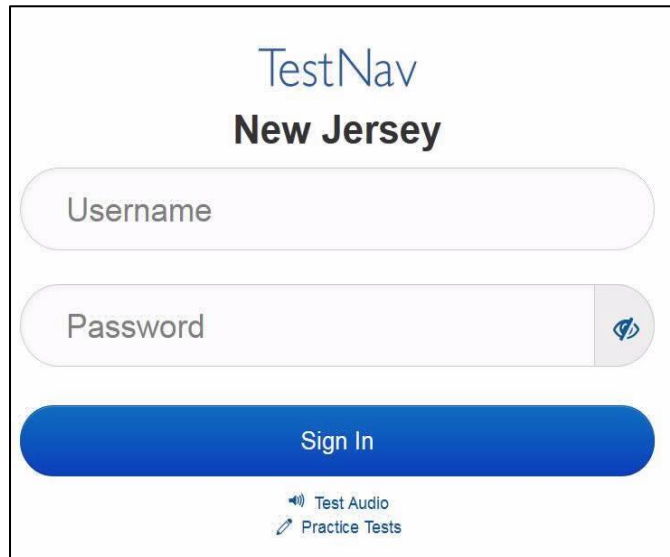 TestNav
New Jersey
Username
Password
Sign In
Test Audio
Practice Tests